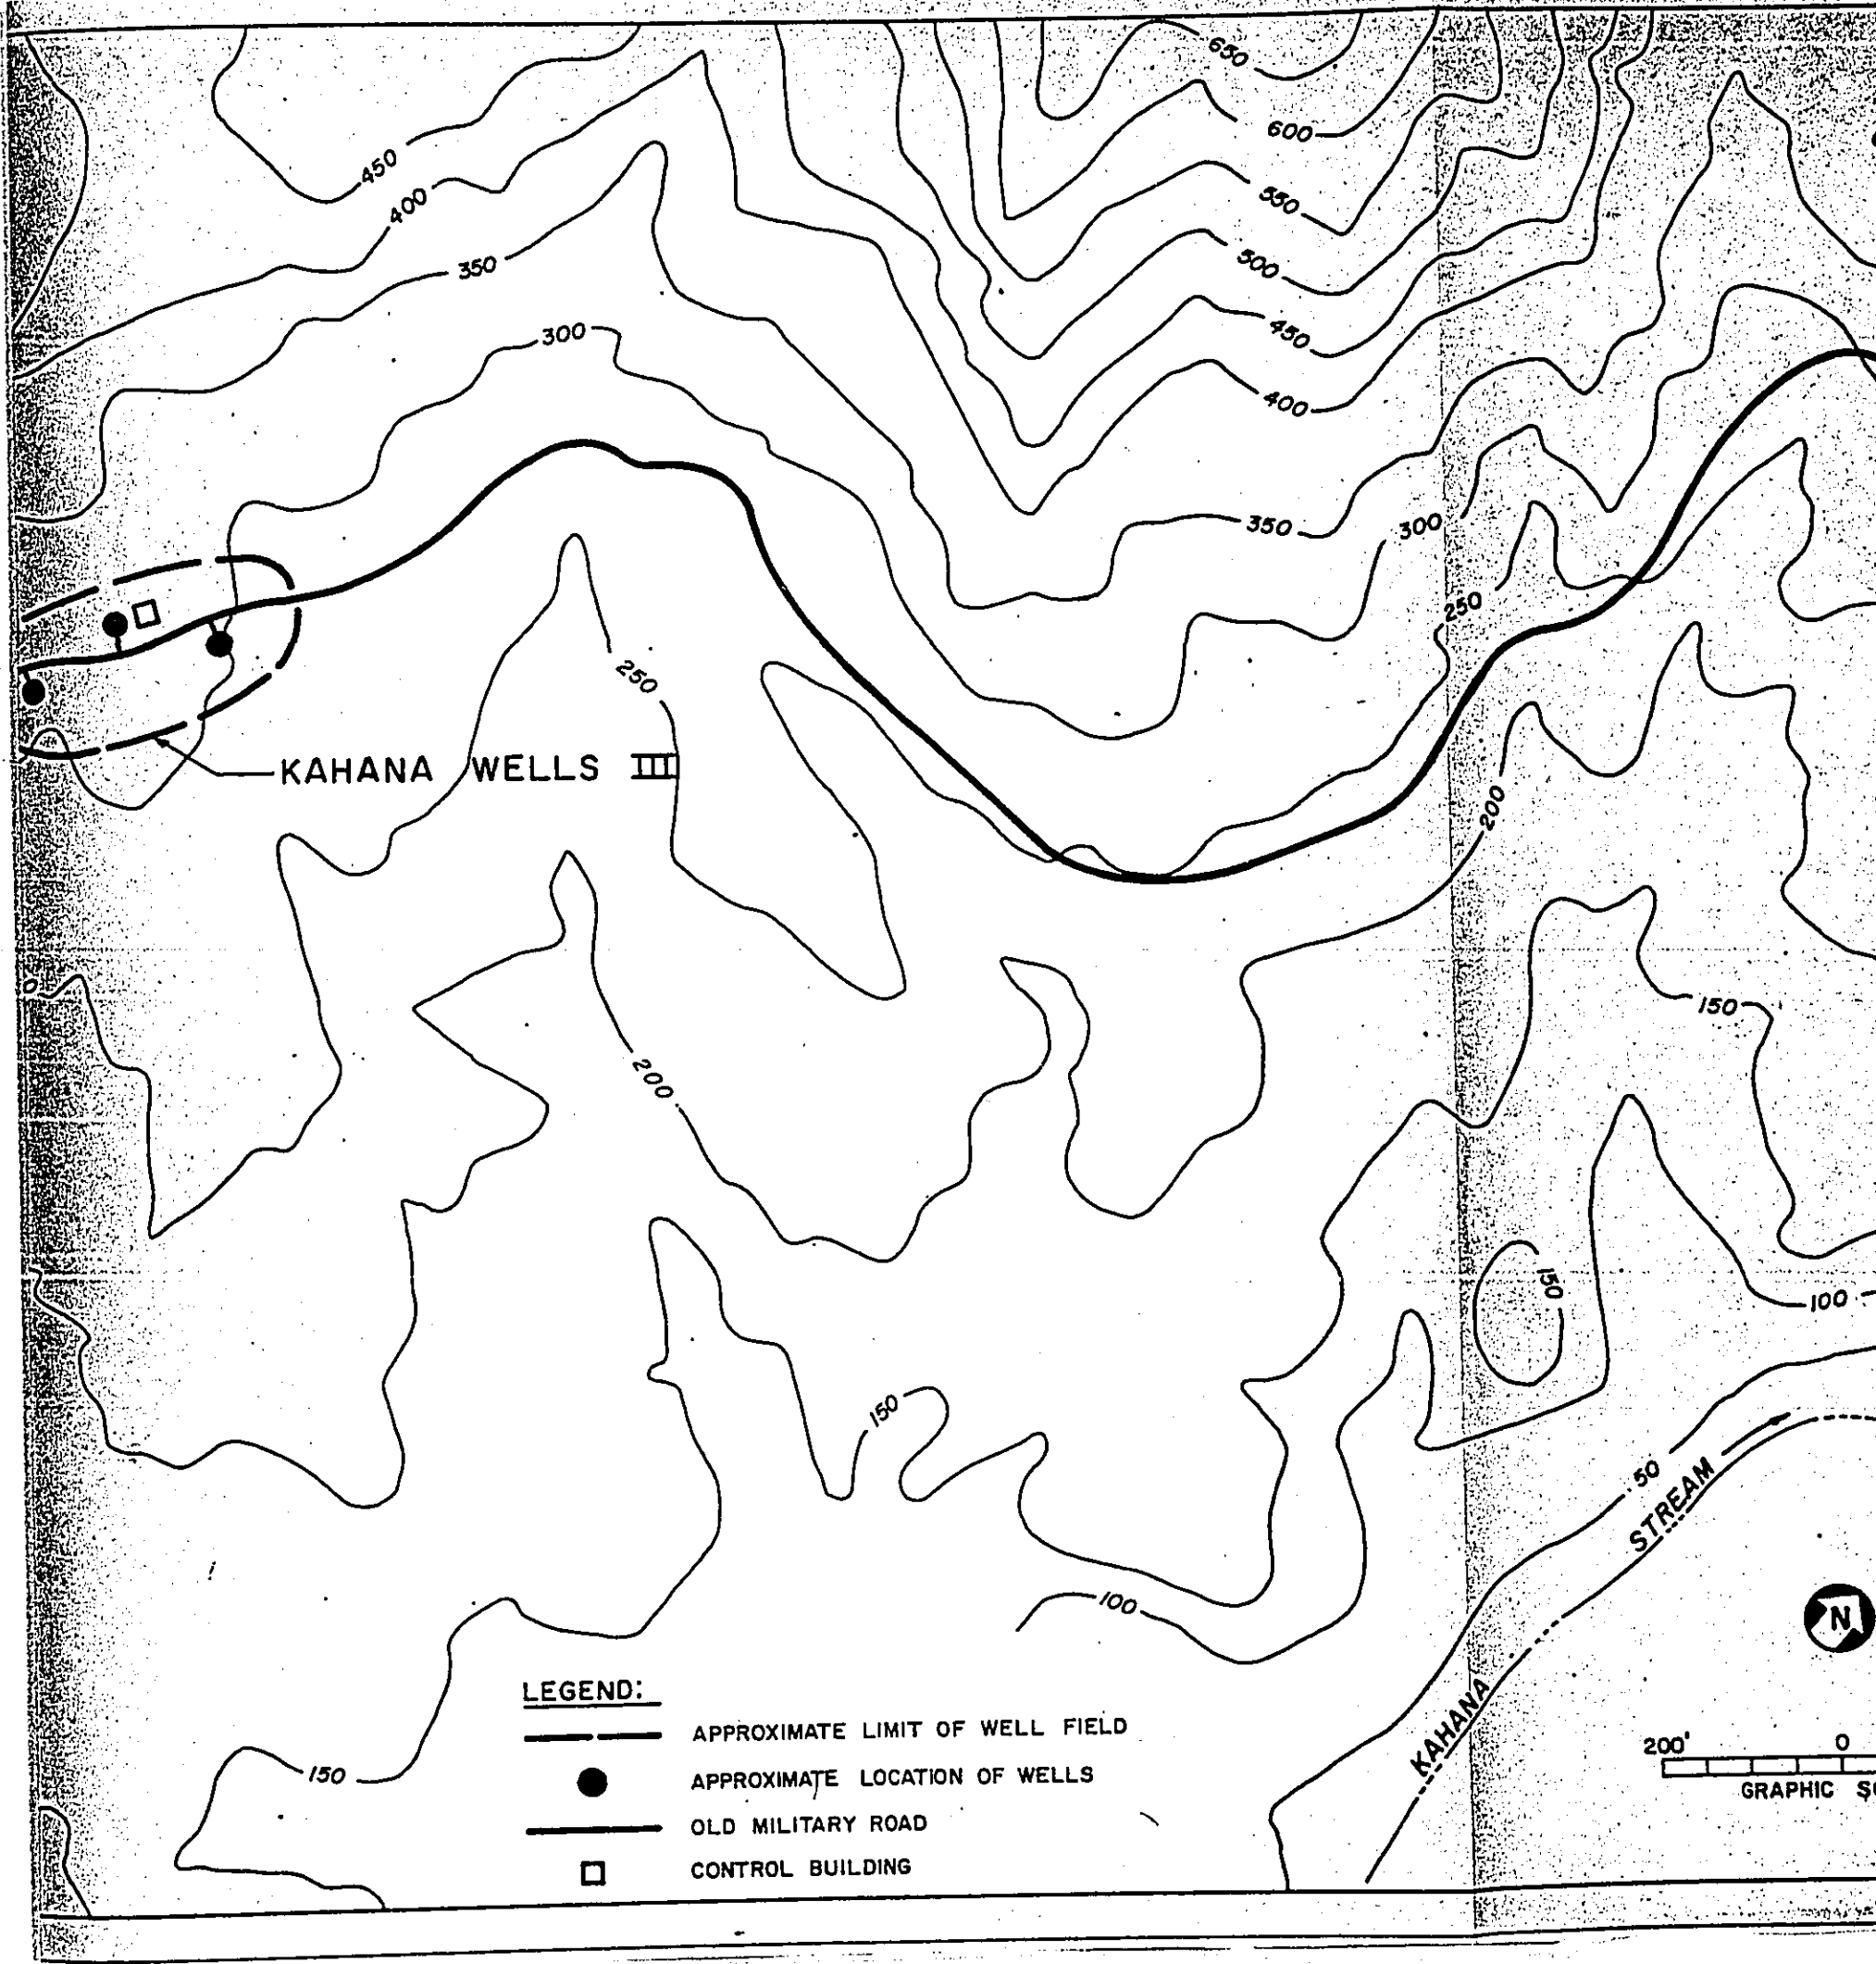 650
600
450
550
400
500
350
450
300
400
350
300
250
250
200
KAHANA WELLS III
0
150
200
150
100
150
50
STREAM
100
N
KAHANA
LEGEND:
APPROXIMATE LIMIT OF WELL FIELD
200' 0
150
APPROXIMATE LOCATION OF WELLS
GRAPHIC
OLD MILITARY ROAD
CONTROL BUILDING